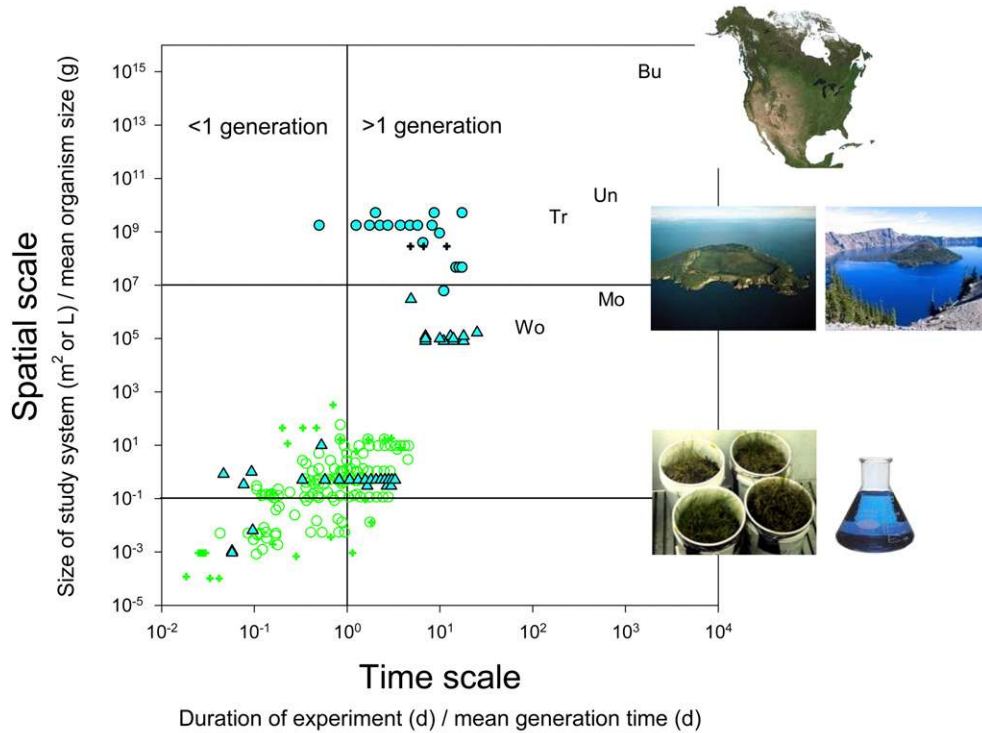 Spatial scale
Size of study system (m² or L) / mean organism size (g)
10¹⁵
10¹³
10¹¹
10⁹
10⁷
10⁵
10³
10¹
10⁻¹
10⁻³
10⁻⁵
<1 generation
>1 generation
Bu
Un
Tr
Mo
Wo
10⁻²
10⁻¹
10⁰
10¹
10²
10³
10⁴
Time scale
Duration of experiment (d) / mean generation time (d)